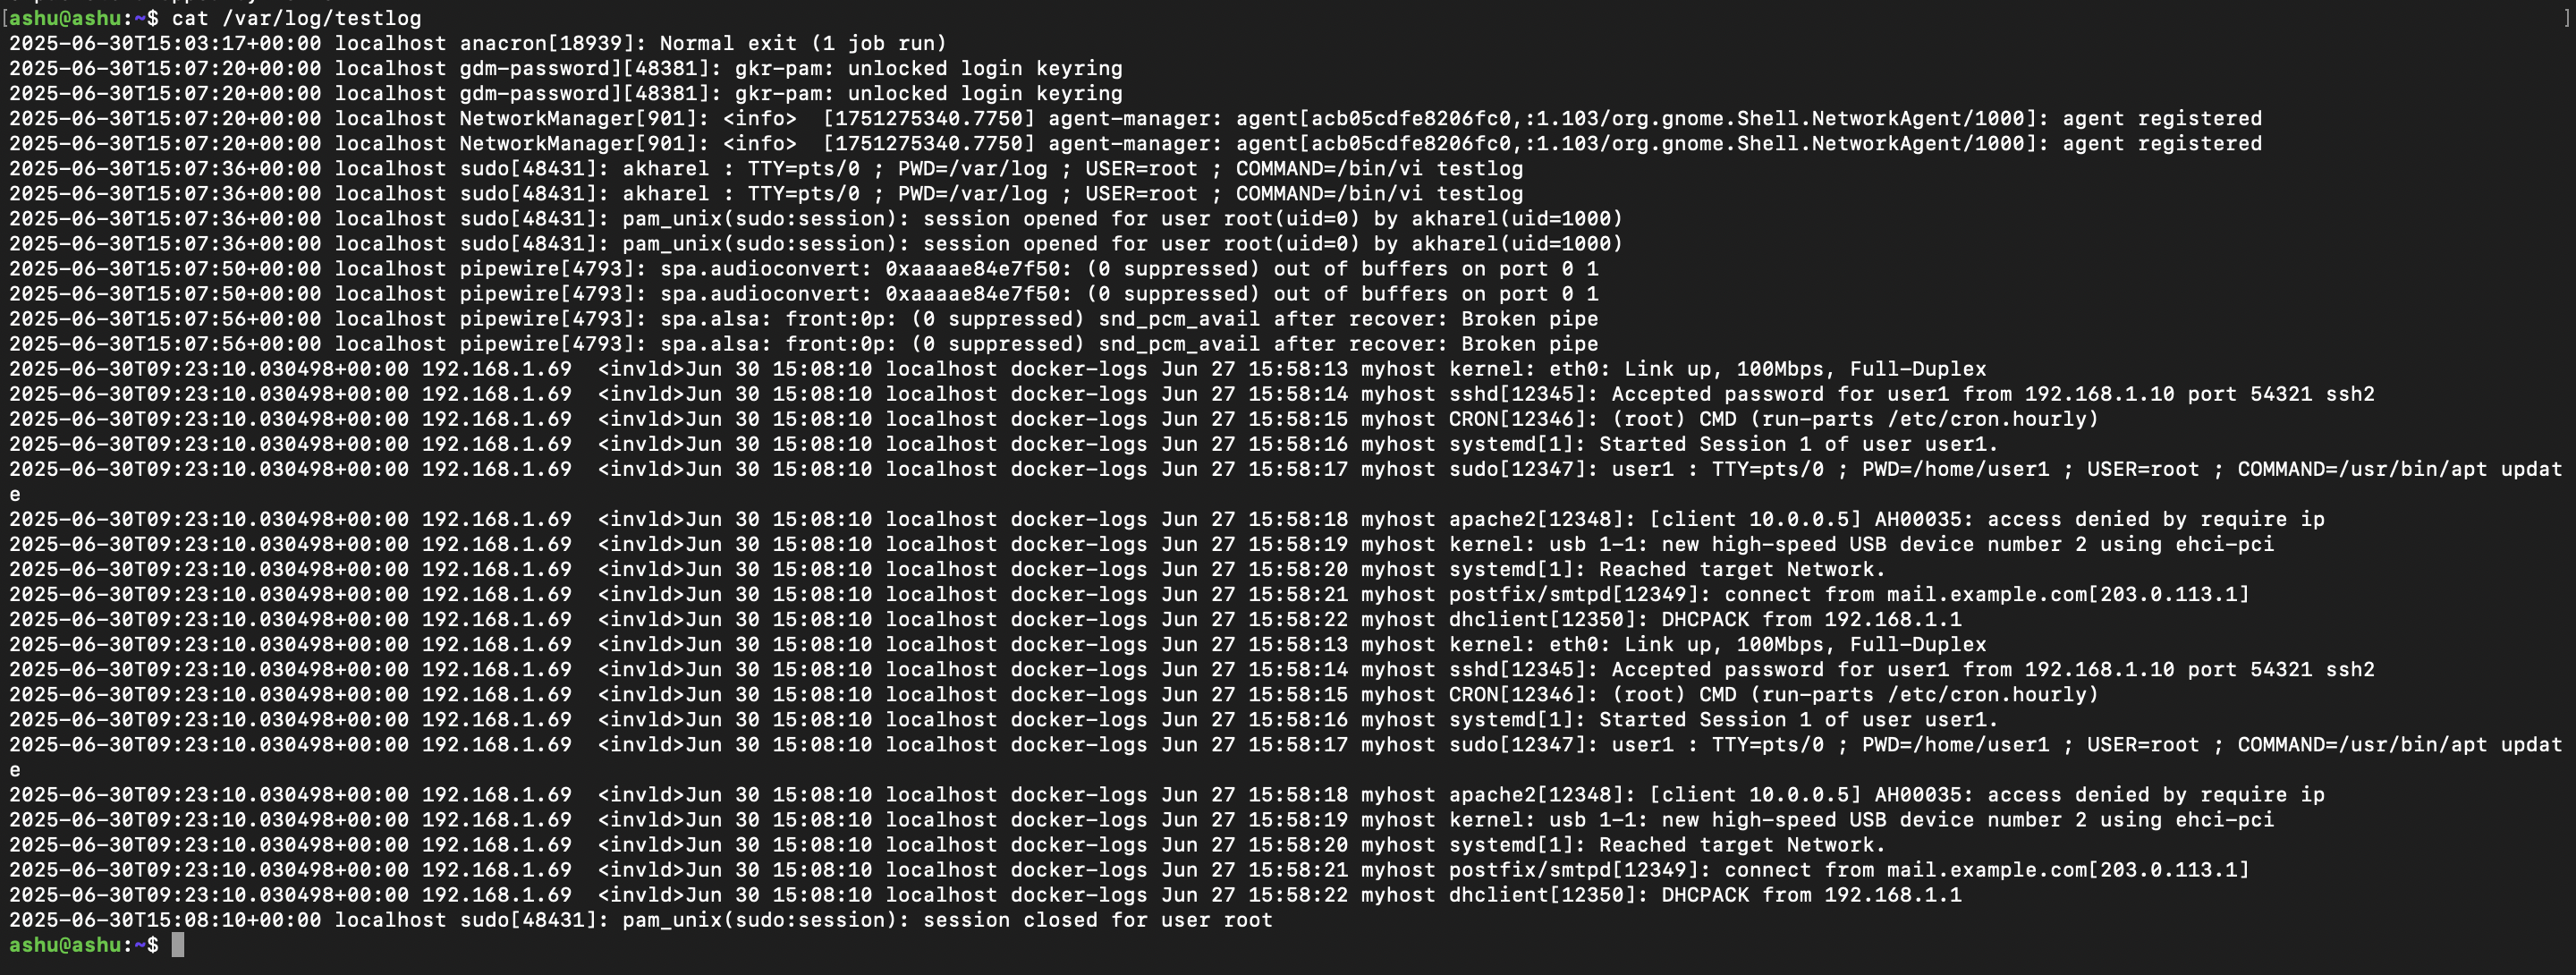 [ashu@ashu:~$ cat /var/log/testlog ]
2025-06-30T15:03:17+00:00 localhost anacron[18939]: Normal exit (1 job run)
2025-06-30T15:07:20+00:00 localhost gdm-password][48381]: gkr-pam: unlocked login keyring
2025-06-30T15:07:20+00:00 localhost gdm-password][48381]: gkr-pam: unlocked login keyring
2025-06-30T15:07:20+00:00 localhost NetworkManager[901]: <info>  [1751275340.7750] agent-manager: agent[acb05cdfe8206fc0,:1.103/org.gnome.Shell.NetworkAgent/1000]: agent registered
2025-06-30T15:07:20+00:00 localhost NetworkManager[901]: <info>  [1751275340.7750] agent-manager: agent[acb05cdfe8206fc0,:1.103/org.gnome.Shell.NetworkAgent/1000]: agent registered
2025-06-30T15:07:36+00:00 localhost sudo[48431]: akharel : TTY=pts/0 ; PWD=/var/log ; USER=root ; COMMAND=/bin/vi testlog
2025-06-30T15:07:36+00:00 localhost sudo[48431]: akharel : TTY=pts/0 ; PWD=/var/log ; USER=root ; COMMAND=/bin/vi testlog
2025-06-30T15:07:36+00:00 localhost sudo[48431]: pam_unix(sudo:session): session opened for user root(uid=0) by akharel(uid=1000)
2025-06-30T15:07:36+00:00 localhost sudo[48431]: pam_unix(sudo:session): session opened for user root(uid=0) by akharel(uid=1000)
2025-06-30T15:07:50+00:00 localhost pipewire[4793]: spa.audioconvert: 0xaaaae84e7f50: (0 suppressed) out of buffers on port 0 1
2025-06-30T15:07:50+00:00 localhost pipewire[4793]: spa.audioconvert: 0xaaaae84e7f50: (0 suppressed) out of buffers on port 0 1
2025-06-30T15:07:56+00:00 localhost pipewire[4793]: spa.alsa: front:0p: (0 suppressed) snd_pcm_avail after recover: Broken pipe
2025-06-30T15:07:56+00:00 localhost pipewire[4793]: spa.alsa: front:0p: (0 suppressed) snd_pcm_avail after recover: Broken pipe
2025-06-30T09:23:10.030498+00:00 192.168.1.69  <invld>Jun 30 15:08:10 localhost docker-logs Jun 27 15:58:13 myhost kernel: eth0: Link up, 100Mbps, Full-Duplex
2025-06-30T09:23:10.030498+00:00 192.168.1.69  <invld>Jun 30 15:08:10 localhost docker-logs Jun 27 15:58:14 myhost sshd[12345]: Accepted password for user1 from 192.168.1.10 port 54321 ssh2
2025-06-30T09:23:10.030498+00:00 192.168.1.69  <invld>Jun 30 15:08:10 localhost docker-logs Jun 27 15:58:15 myhost CRON[12346]: (root) CMD (run-parts /etc/cron.hourly)
2025-06-30T09:23:10.030498+00:00 192.168.1.69  <invld>Jun 30 15:08:10 localhost docker-logs Jun 27 15:58:16 myhost systemd[1]: Started Session 1 of user user1.
2025-06-30T09:23:10.030498+00:00 192.168.1.69  <invld>Jun 30 15:08:10 localhost docker-logs Jun 27 15:58:17 myhost sudo[12347]: user1 : TTY=pts/0 ; PWD=/home/user1 ; USER=root ; COMMAND=/usr/bin/apt updat
e
2025-06-30T09:23:10.030498+00:00 192.168.1.69  <invld>Jun 30 15:08:10 localhost docker-logs Jun 27 15:58:18 myhost apache2[12348]: [client 10.0.0.5] AH00035: access denied by require ip
2025-06-30T09:23:10.030498+00:00 192.168.1.69  <invld>Jun 30 15:08:10 localhost docker-logs Jun 27 15:58:19 myhost kernel: usb 1-1: new high-speed USB device number 2 using ehci-pci
2025-06-30T09:23:10.030498+00:00 192.168.1.69  <invld>Jun 30 15:08:10 localhost docker-logs Jun 27 15:58:20 myhost systemd[1]: Reached target Network.
2025-06-30T09:23:10.030498+00:00 192.168.1.69  <invld>Jun 30 15:08:10 localhost docker-logs Jun 27 15:58:21 myhost postfix/smtpd[12349]: connect from mail.example.com[203.0.113.1]
2025-06-30T09:23:10.030498+00:00 192.168.1.69  <invld>Jun 30 15:08:10 localhost docker-logs Jun 27 15:58:22 myhost dhclient[12350]: DHCPACK from 192.168.1.1
2025-06-30T09:23:10.030498+00:00 192.168.1.69  <invld>Jun 30 15:08:10 localhost docker-logs Jun 27 15:58:13 myhost kernel: eth0: Link up, 100Mbps, Full-Duplex
2025-06-30T09:23:10.030498+00:00 192.168.1.69  <invld>Jun 30 15:08:10 localhost docker-logs Jun 27 15:58:14 myhost sshd[12345]: Accepted password for user1 from 192.168.1.10 port 54321 ssh2
2025-06-30T09:23:10.030498+00:00 192.168.1.69  <invld>Jun 30 15:08:10 localhost docker-logs Jun 27 15:58:15 myhost CRON[12346]: (root) CMD (run-parts /etc/cron.hourly)
2025-06-30T09:23:10.030498+00:00 192.168.1.69  <invld>Jun 30 15:08:10 localhost docker-logs Jun 27 15:58:16 myhost systemd[1]: Started Session 1 of user user1.
2025-06-30T09:23:10.030498+00:00 192.168.1.69  <invld>Jun 30 15:08:10 localhost docker-logs Jun 27 15:58:17 myhost sudo[12347]: user1 : TTY=pts/0 ; PWD=/home/user1 ; USER=root ; COMMAND=/usr/bin/apt updat
e
2025-06-30T09:23:10.030498+00:00 192.168.1.69  <invld>Jun 30 15:08:10 localhost docker-logs Jun 27 15:58:18 myhost apache2[12348]: [client 10.0.0.5] AH00035: access denied by require ip
2025-06-30T09:23:10.030498+00:00 192.168.1.69  <invld>Jun 30 15:08:10 localhost docker-logs Jun 27 15:58:19 myhost kernel: usb 1-1: new high-speed USB device number 2 using ehci-pci
2025-06-30T09:23:10.030498+00:00 192.168.1.69  <invld>Jun 30 15:08:10 localhost docker-logs Jun 27 15:58:20 myhost systemd[1]: Reached target Network.
2025-06-30T09:23:10.030498+00:00 192.168.1.69  <invld>Jun 30 15:08:10 localhost docker-logs Jun 27 15:58:21 myhost postfix/smtpd[12349]: connect from mail.example.com[203.0.113.1]
2025-06-30T09:23:10.030498+00:00 192.168.1.69  <invld>Jun 30 15:08:10 localhost docker-logs Jun 27 15:58:22 myhost dhclient[12350]: DHCPACK from 192.168.1.1
2025-06-30T15:08:10+00:00 localhost sudo[48431]: pam_unix(sudo:session): session closed for user root
ashu@ashu:~$